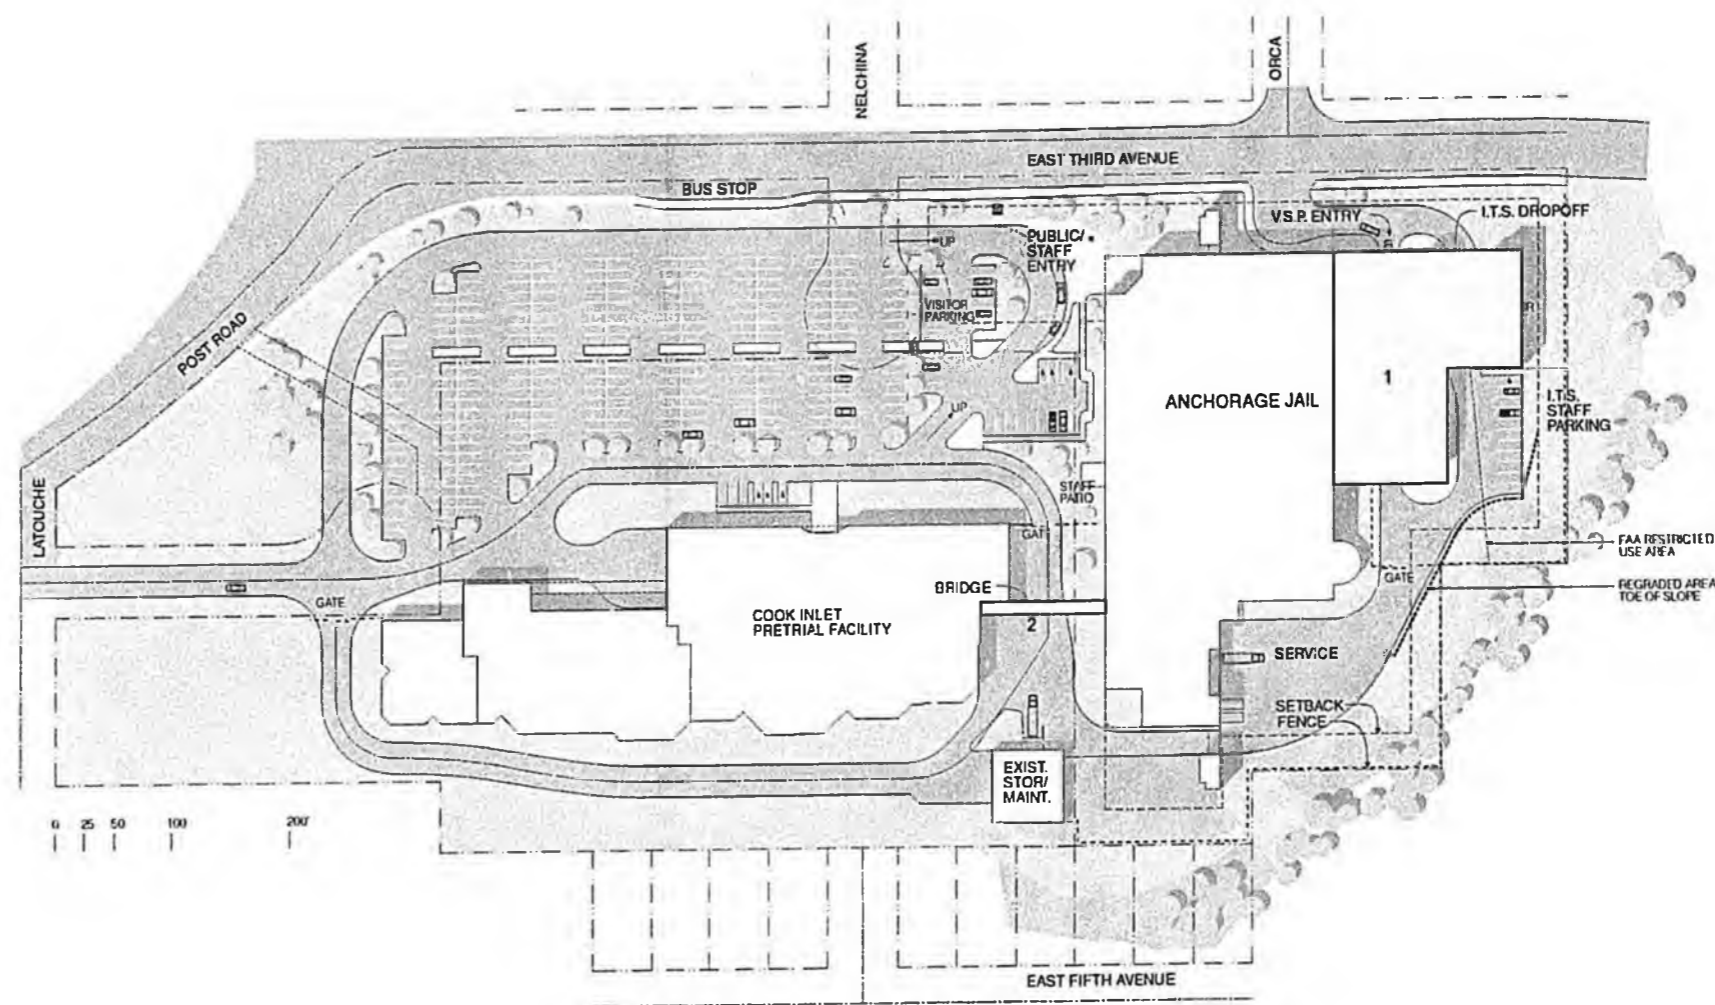 NELCHINA
ORCA
EAST THIRD AVENUE
BUS STOP
V.S.P. ENTRY
I.T.S. DROPOFF
UP
PUBLIC/
STAFF
ENTRY
VISITOR
PARKING
POST ROAD
1
ANCHORAGE JAIL
I.T.S.
STAFF
PARKING
UP
STAFF
PATIO
LATOUCHE
GATE
FAA RESTRICTED
USE AREA
GATE
REGRADED AREA
TOE OF SLOPE
BRIDGE
GATE
COOK INLET
PRETRIAL FACILITY
2
SERVICE
SETBACK
FENCE
EXIST.
STOR/
MAINT.
0 25 50 100 200'
EAST FIFTH AVENUE